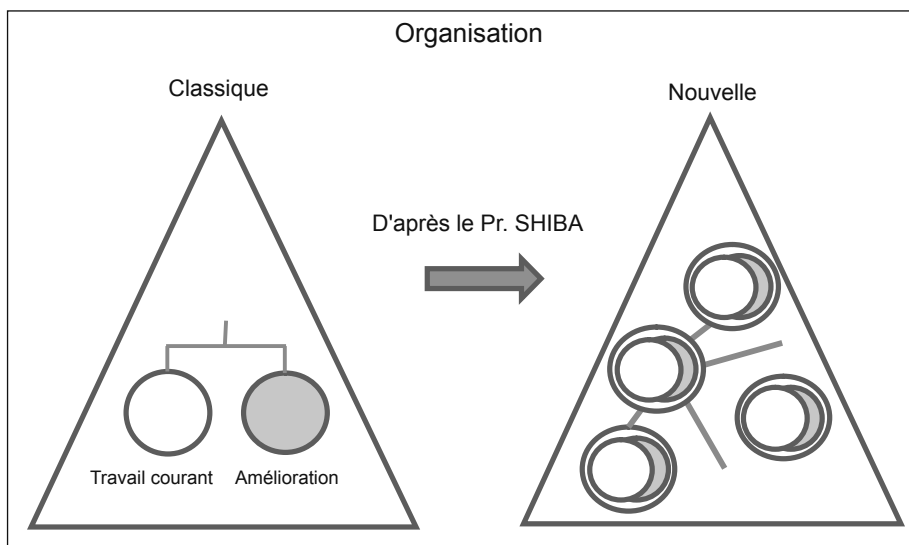 Organisation
Classique
Nouvelle
D'après le Pr. SHIBA
Travail courant
Amélioration